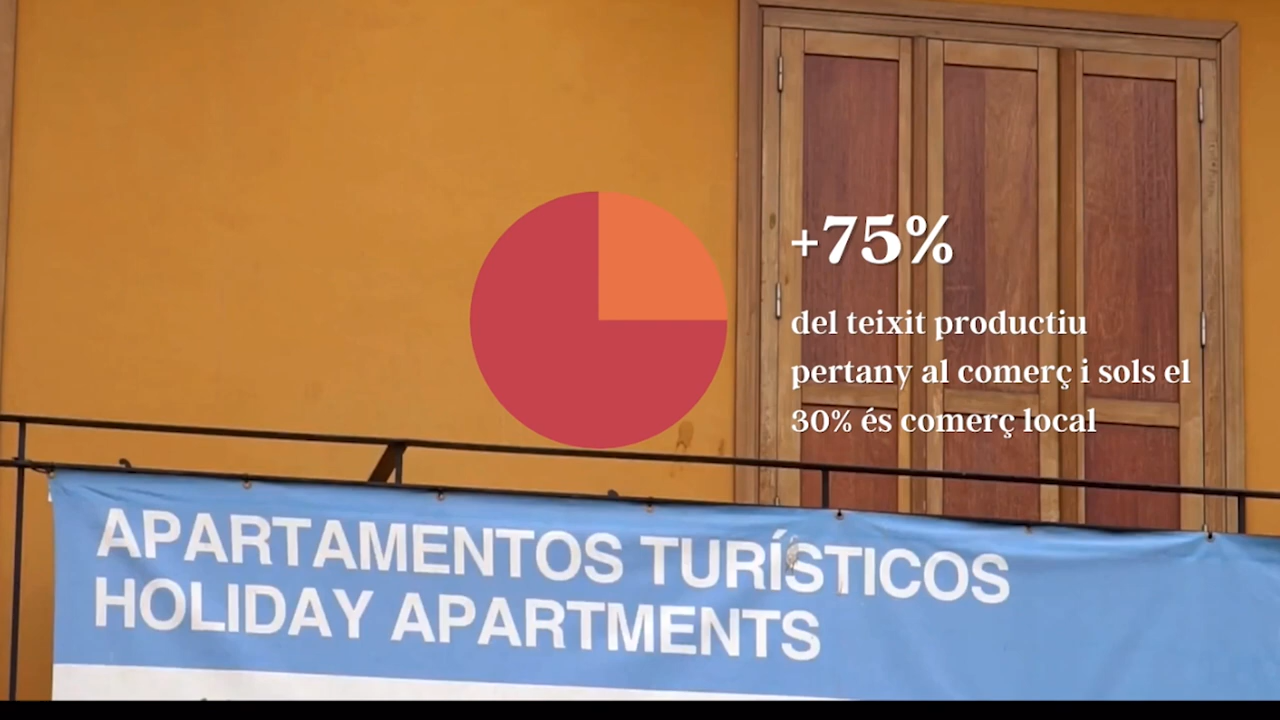 +75%
del teixit productiu
pertany al comerç i sols el
30% és comerç local
APARTAMENTOS TURÍSTICOS
HOLIDAY APARTMENTS